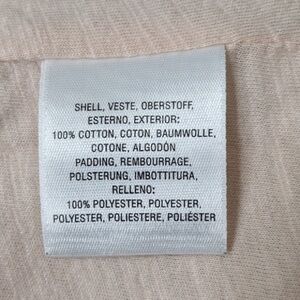 SHELL, VESTE, OBERSTOFF,
ESTERNO, EXTERIOR:
100% COTTON, COTON, BAUMWOLLE,
COTONE, ALGODÓN
PADDING, REMBOURRAGE,
POLSTERUNG, IMBOTTITURA,
RELLENO:
100% POLYESTER, POLYESTER,
POLYESTER, POLIESTERE, POLIÉSTER